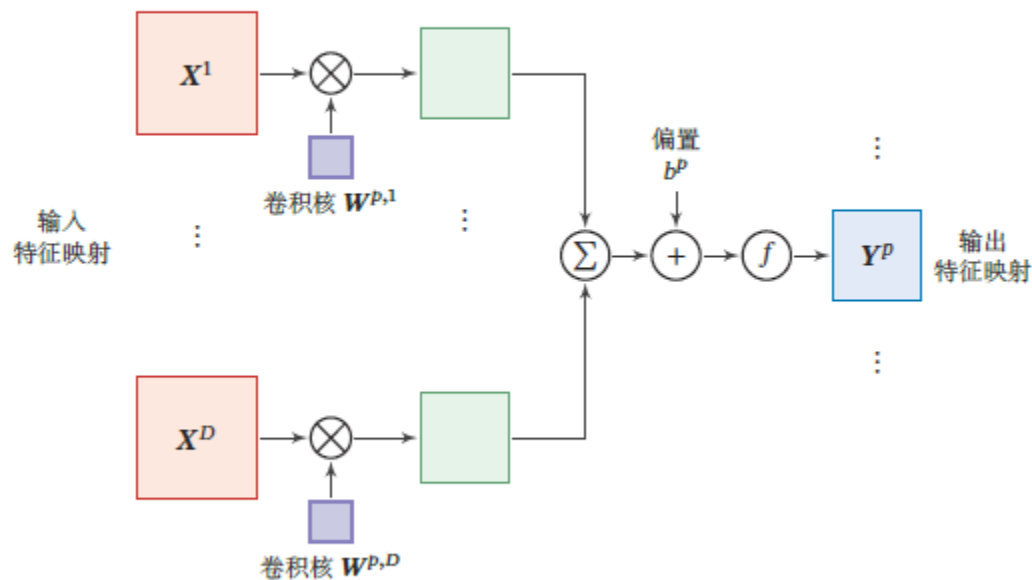 X¹
⊗
卷积核 W^{p,1}
偏置
b^p
⋮
输入
特征映射
⋮
⋮
∑
+
f
Y^p
输出
特征映射
⋮
X^D
⊗
卷积核 W^{p,D}